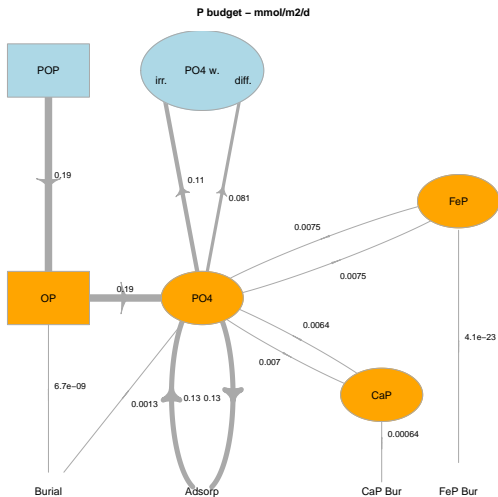 P budget − mmol/m2/d
POP
PO4 w.
irr.
diff.
0.19
0.11
0.081
FeP
0.0075
0.0075
OP
0.19
PO4
0.0064
0.007
4.1e−23
6.7e−09
0.0013
0.13
0.13
CaP
0.00064
Burial
Adsorp
CaP Bur
FeP Bur